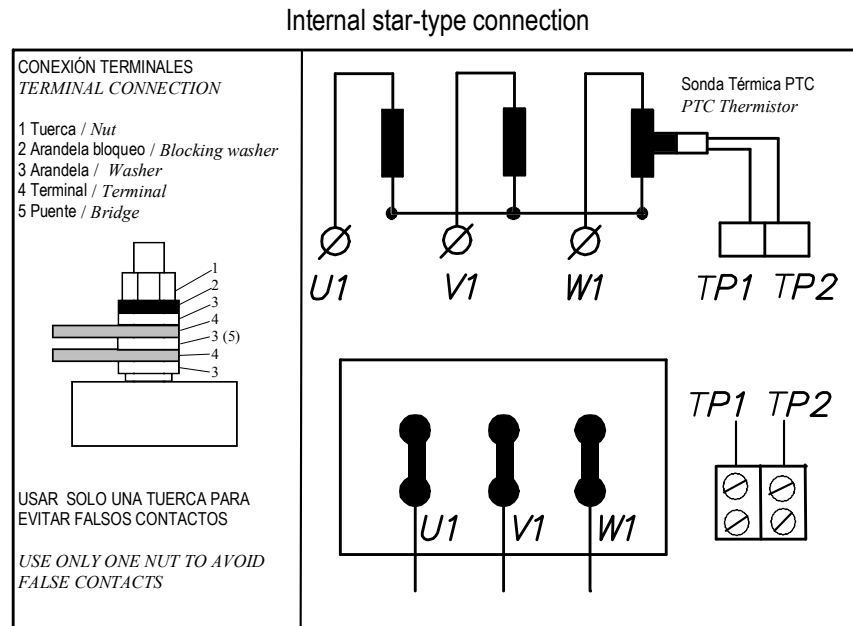 Internal star-type connection
CONEXIÓN TERMINALES
TERMINAL CONNECTION
1 Tuerca / Nut
2 Arandela bloqueo / Blocking washer
3 Arandela / Washer
4 Terminal / Terminal
5 Puente / Bridge
1
2
3
4
3 (5)
4
3
USAR SOLO UNA TUERCA PARA
EVITAR FALSOS CONTACTOS
USE ONLY ONE NUT TO AVOID
FALSE CONTACTS
Sonda Térmica PTC
PTC Thermistor
U1 V1 W1 TP1 TP2
TP1 TP2
U1 V1 W1